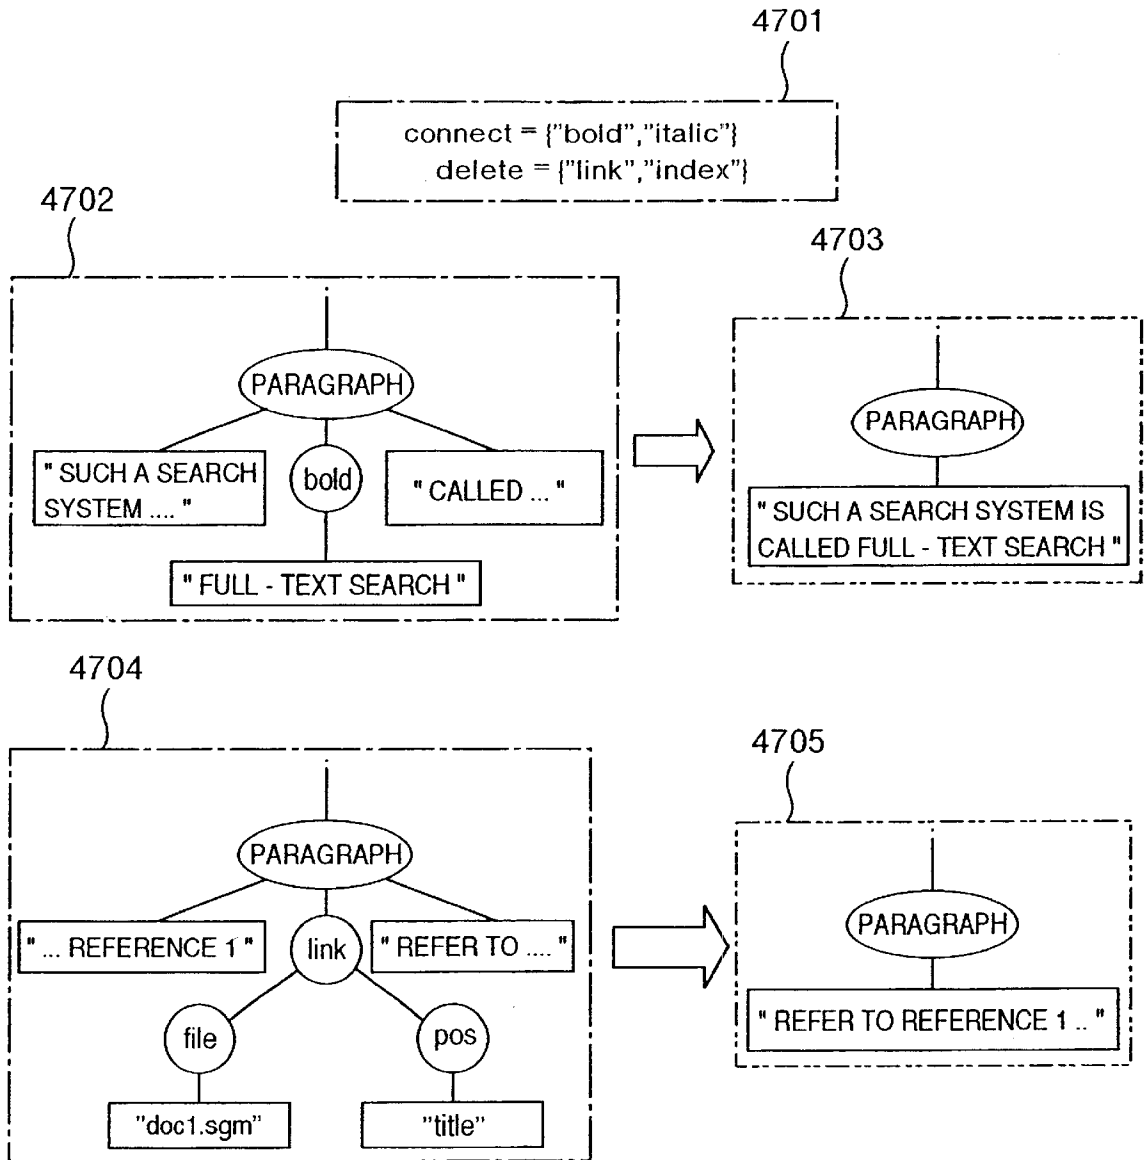 4701
connect = {"bold","italic"}
delete = {"link","index"}
4702
PARAGRAPH
" SUCH A SEARCH
SYSTEM .... "
bold
" CALLED ... "
" FULL - TEXT SEARCH "
4703
PARAGRAPH
" SUCH A SEARCH SYSTEM IS
CALLED FULL - TEXT SEARCH "
4704
PARAGRAPH
" ... REFERENCE 1 "
link
" REFER TO .... "
file
pos
"doc1.sgm"
"title"
4705
PARAGRAPH
" REFER TO REFERENCE 1 .. "